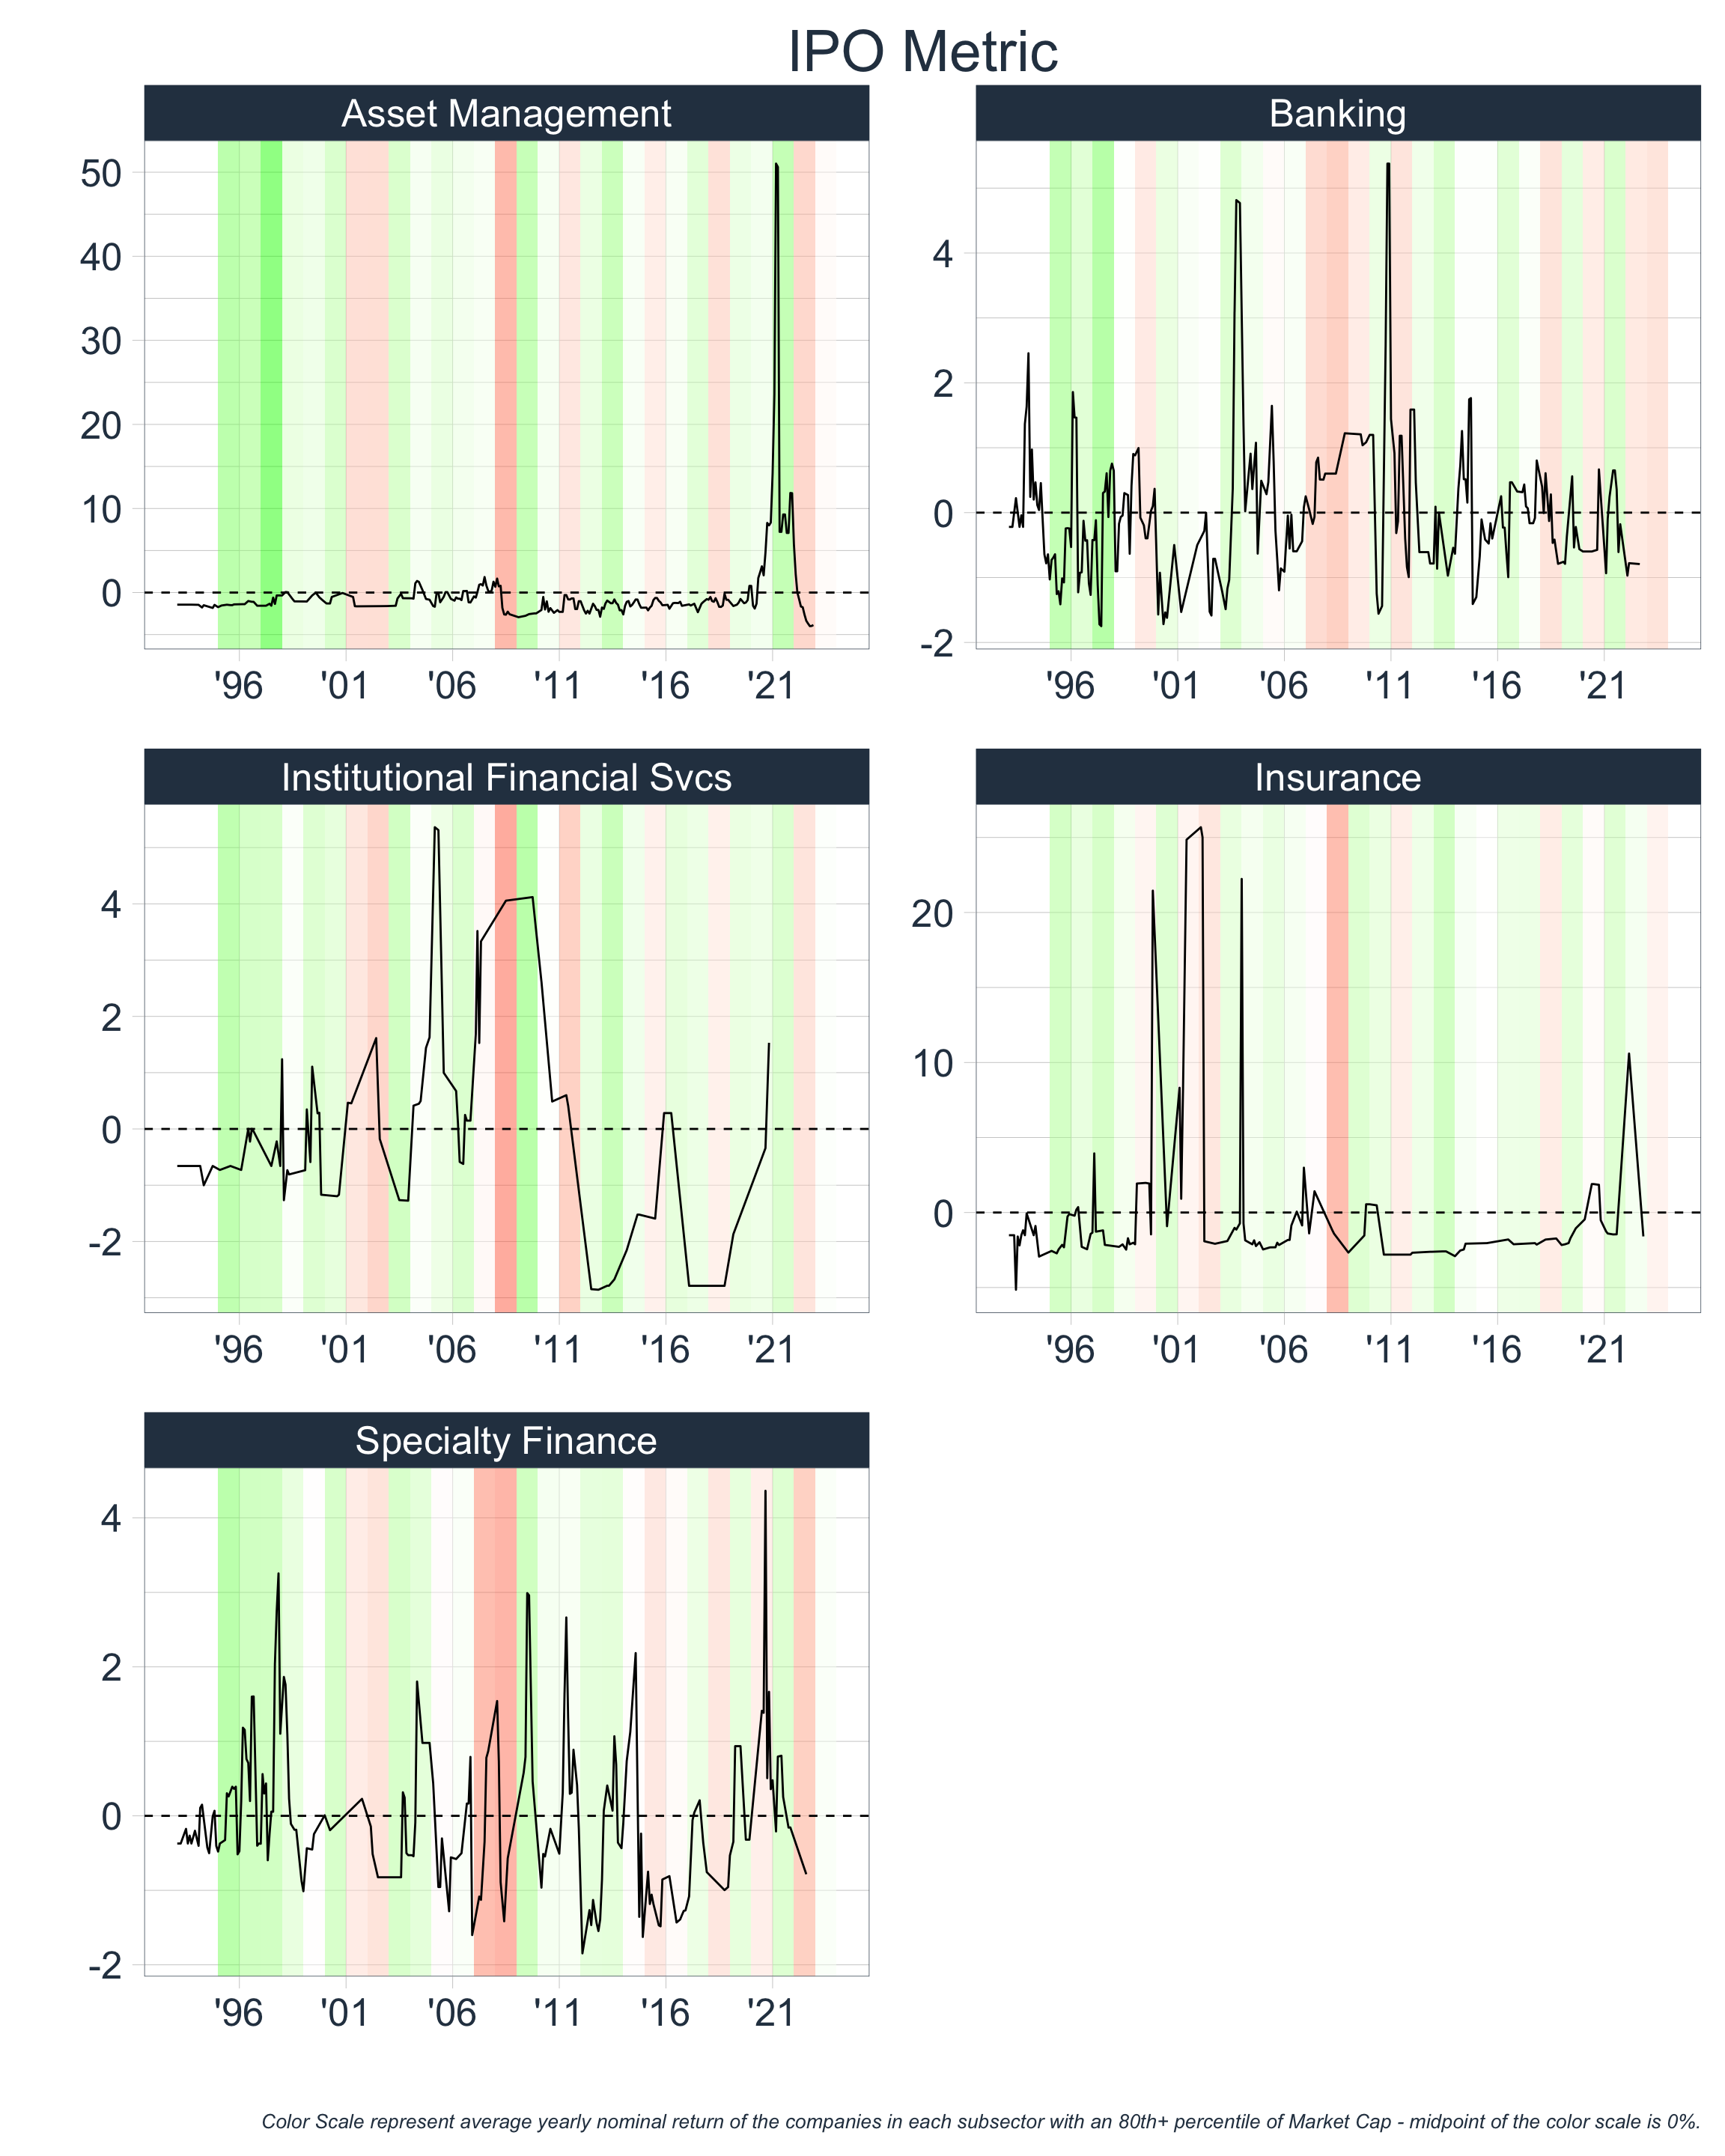 IPO Metric
Asset Management
Banking
50
40
30
20
10
0
4
2
0
-2
'96 '01 '06 '11 '16 '21
'96 '01 '06 '11 '16 '21
Institutional Financial Svcs
Insurance
4
2
0
-2
20
10
0
'96 '01 '06 '11 '16 '21
'96 '01 '06 '11 '16 '21
Specialty Finance
4
2
0
-2
'96 '01 '06 '11 '16 '21
Color Scale represent average yearly nominal return of the companies in each subsector with an 80th+ percentile of Market Cap - midpoint of the color scale is 0%.